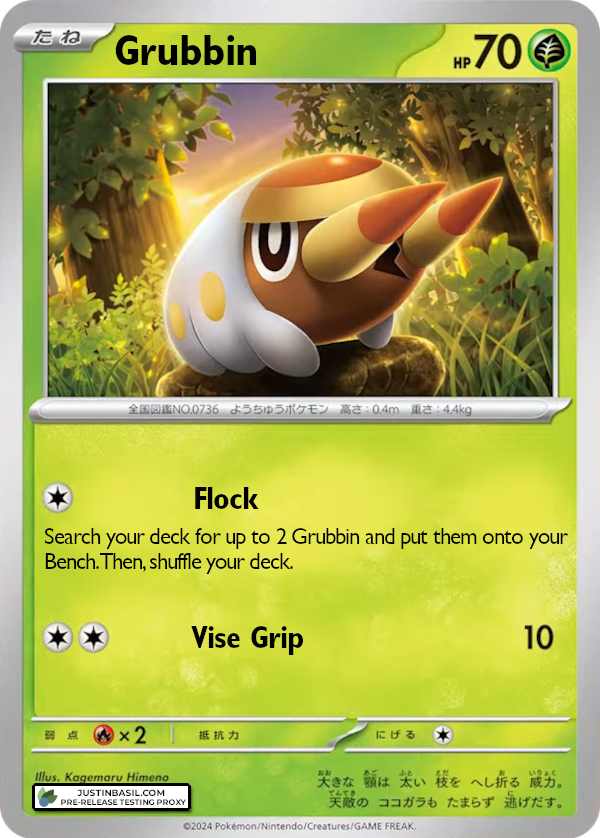 たね Grubbin HP 70
全国図鑑NO.0736 ようちゅうポケモン 高さ:0.4m 重さ:4.4kg
Flock
Search your deck for up to 2 Grubbin and put them onto your
Bench. Then, shuffle your deck.
Vise Grip 10
弱点 ×2 抵抗力 にげる
Illus. Kagemaru Himeno
JUSTINBASIL.COM
PRE-RELEASE TESTING PROXY
大きな 顎は 太い 枝を へし折る 威力。
天敵の ココガラも たまらず 逃げだす。
©2024 Pokémon/Nintendo/Creatures/GAME FREAK.